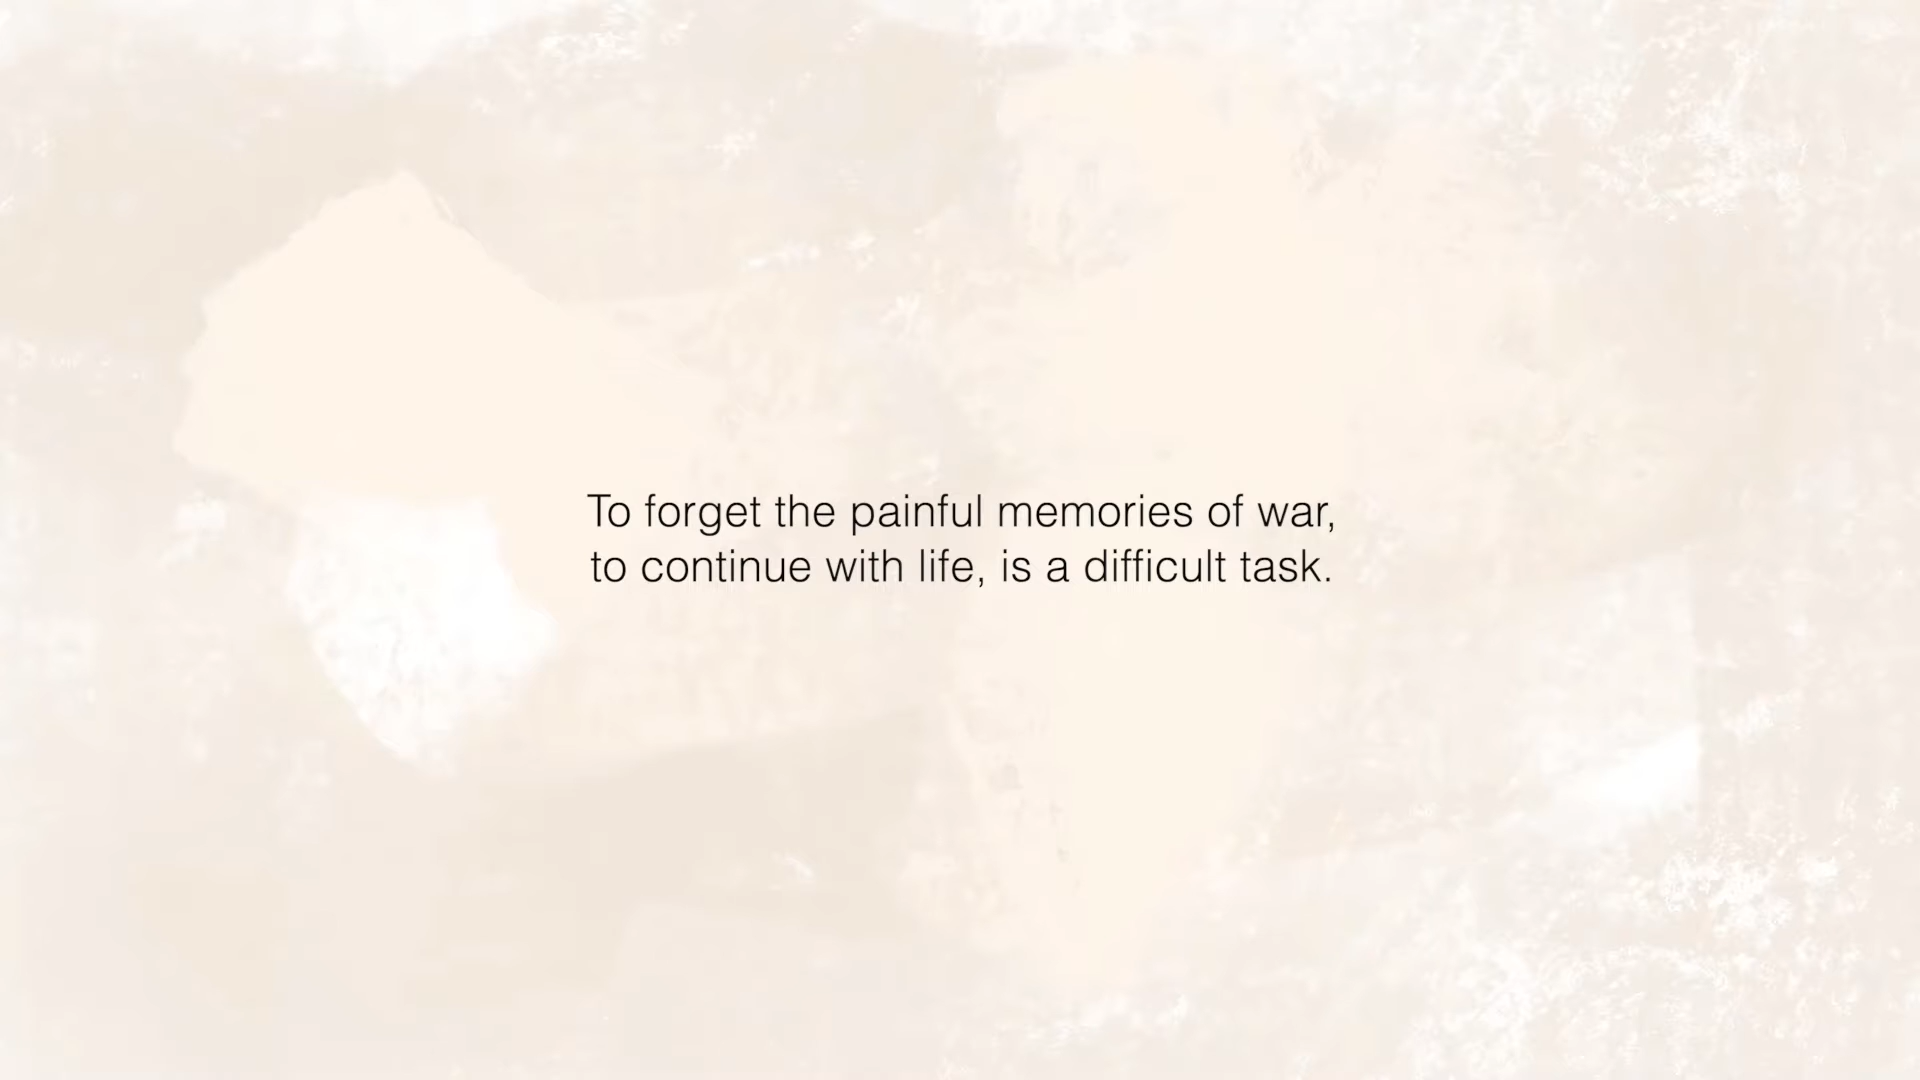 To forget the painful memories of war,
to continue with life, is a difficult task.